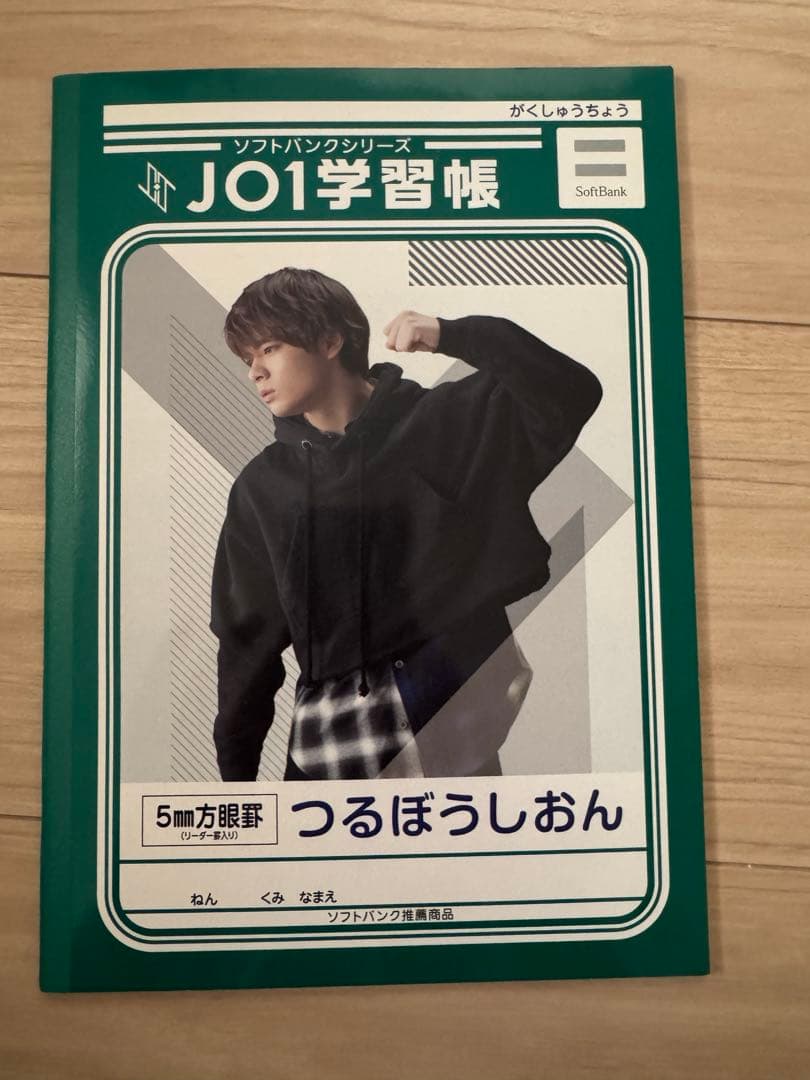 がくしゅうちょう
ソフトバンクシリーズ
JO1学習帳
SoftBank
5㎜方眼罫
(リーダー罫入り)
つるぼうしおん
ねん くみ なまえ
ソフトバンク推薦商品